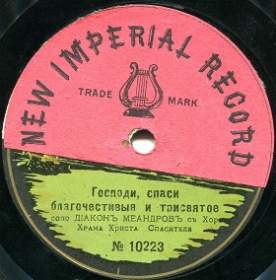 NEW IMPERIAL RECORD
TRADE MARK
Господи, спаси
благочестивыя и трисвятое
соло ДІАКОНЪ МЕАНДРОВЪ съ Хор.
Храма Христа Спасителя
№ 10223